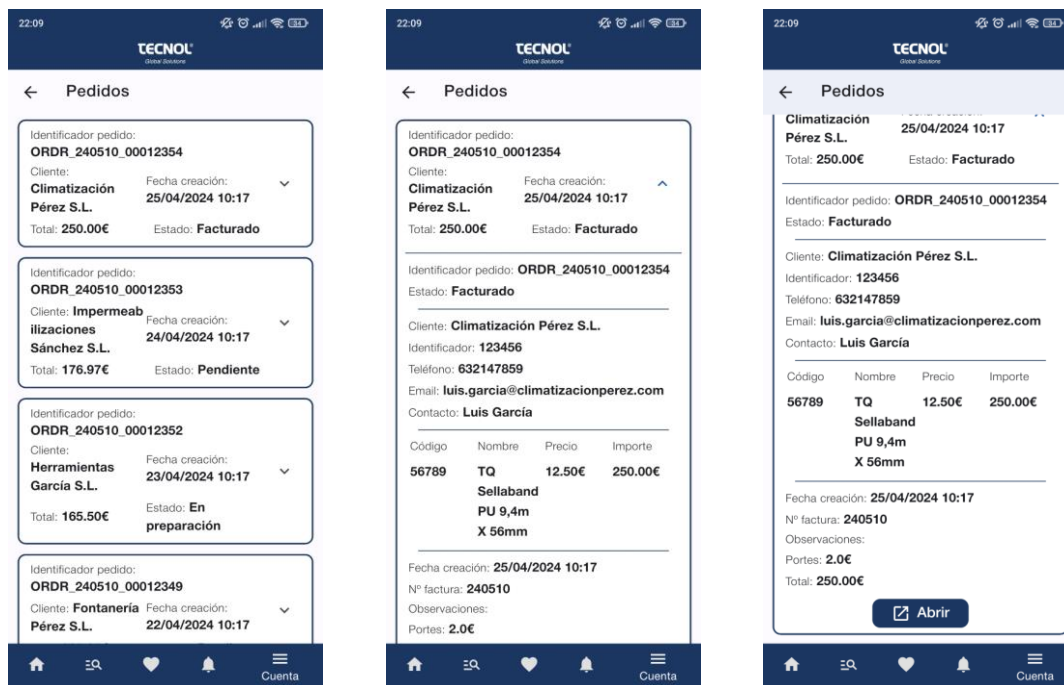 22:09
TECNOL
Global Solutions
Pedidos
Identificador pedido:
ORDR_240510_00012354
Cliente:
Climatización
Pérez S.L.
Fecha creación:
25/04/2024 10:17
Total: 250.00€ Estado: Facturado
Identificador pedido:
ORDR_240510_00012353
Cliente: Impermeab
ilizaciones
Sánchez S.L.
Fecha creación:
24/04/2024 10:17
Total: 176.97€ Estado: Pendiente
Identificador pedido:
ORDR_240510_00012352
Cliente:
Herramientas
García S.L.
Fecha creación:
23/04/2024 10:17
Total: 165.50€ Estado: En
preparación
Identificador pedido:
ORDR_240510_00012349
Cliente: Fontanería
Pérez S.L.
Fecha creación:
22/04/2024 10:17
Cuenta
22:09
TECNOL
Global Solutions
Pedidos
Identificador pedido:
ORDR_240510_00012354
Cliente:
Climatización
Pérez S.L.
Fecha creación:
25/04/2024 10:17
Total: 250.00€ Estado: Facturado
Identificador pedido: ORDR_240510_00012354
Estado: Facturado
Cliente: Climatización Pérez S.L.
Identificador: 123456
Teléfono: 632147859
Email: luis.garcia@climatizacionperez.com
Contacto: Luis García
Código Nombre Precio Importe
56789 TQ 12.50€ 250.00€
Sellaband
PU 9,4m
X 56mm
Fecha creación: 25/04/2024 10:17
Nº factura: 240510
Observaciones:
Portes: 2.0€
Cuenta
22:09
TECNOL
Global Solutions
Pedidos
Climatización
Pérez S.L.
25/04/2024 10:17
Total: 250.00€ Estado: Facturado
Identificador pedido: ORDR_240510_00012354
Estado: Facturado
Cliente: Climatización Pérez S.L.
Identificador: 123456
Teléfono: 632147859
Email: luis.garcia@climatizacionperez.com
Contacto: Luis García
Código Nombre Precio Importe
56789 TQ 12.50€ 250.00€
Sellaband
PU 9,4m
X 56mm
Fecha creación: 25/04/2024 10:17
Nº factura: 240510
Observaciones:
Portes: 2.0€
Total: 250.00€
Abrir
Cuenta